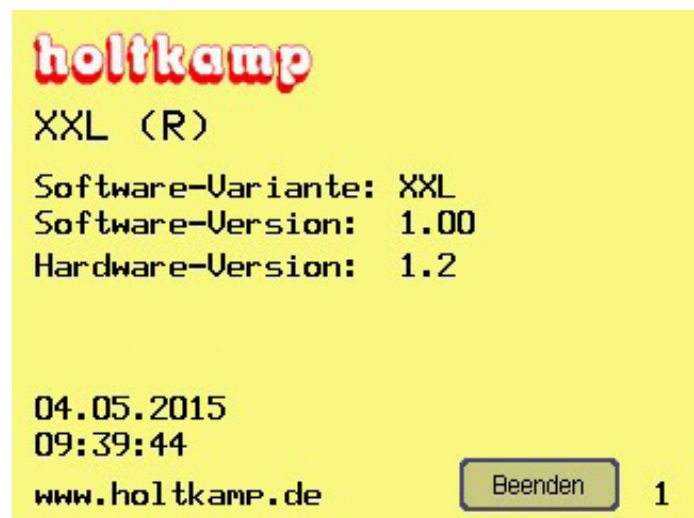 holtkamp
XXL (R)
Software-Variante: XXL
Software-Version: 1.00
Hardware-Version: 1.2
04.05.2015
09:39:44
www.holtkamp.de
Beenden
1